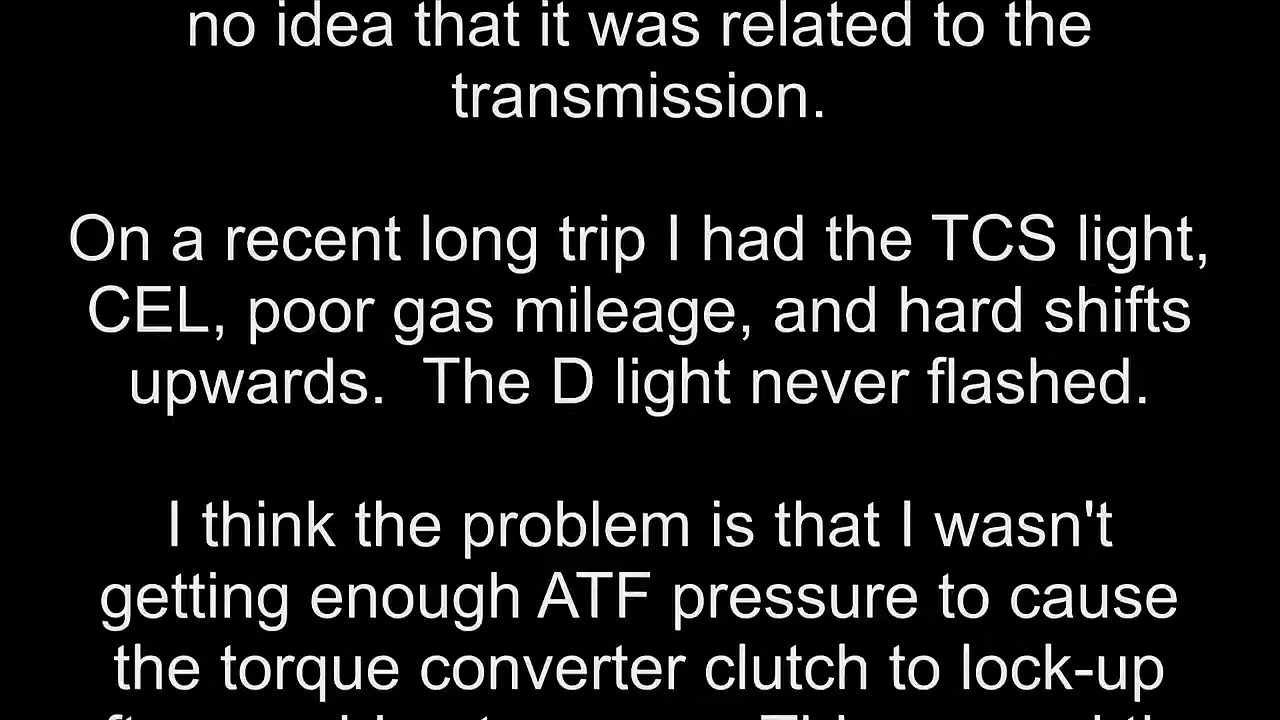 no idea that it was related to the
transmission.
On a recent long trip I had the TCS light,
CEL, poor gas mileage, and hard shifts
upwards.  The D light never flashed.
I think the problem is that I wasn't
getting enough ATF pressure to cause
the torque converter clutch to lock-up